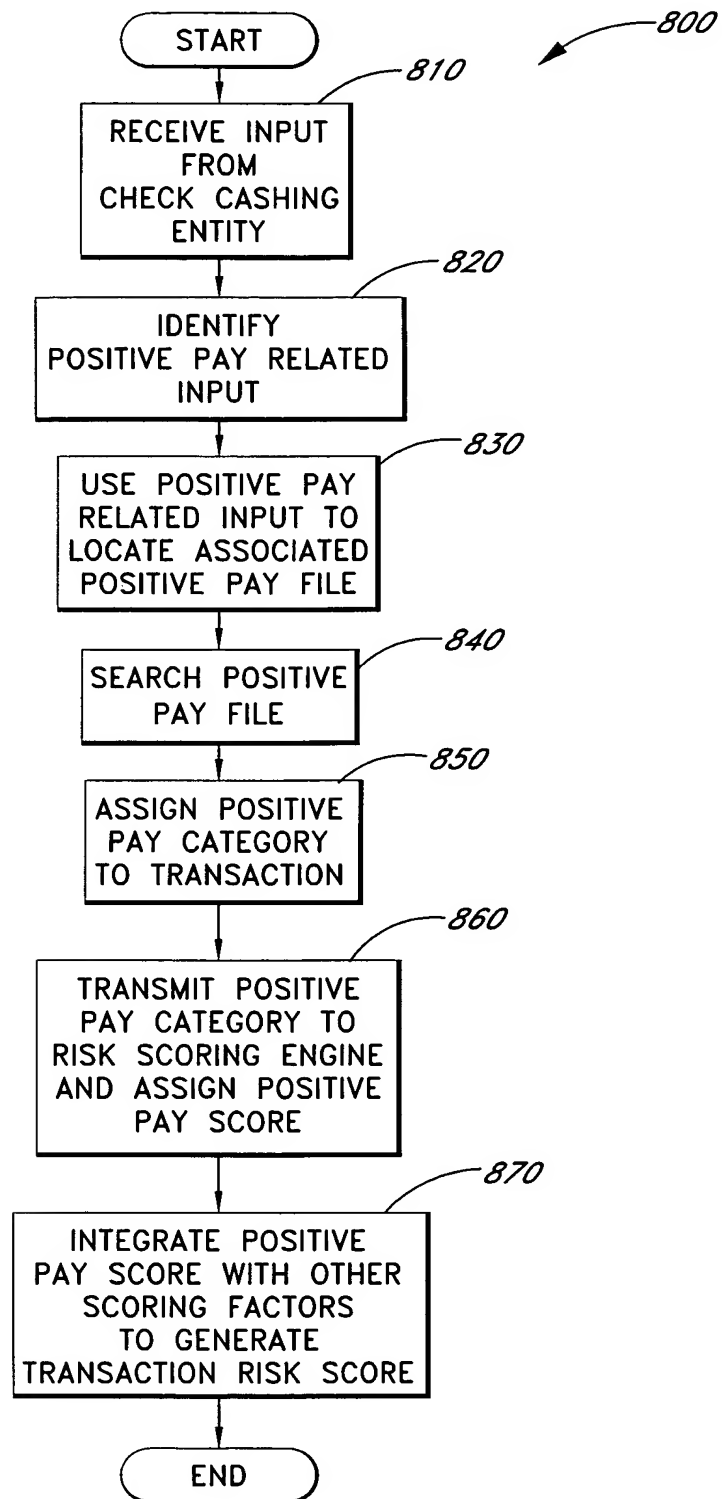 START
800
810
RECEIVE INPUT
FROM
CHECK CASHING
ENTITY
820
IDENTIFY
POSITIVE PAY RELATED
INPUT
830
USE POSITIVE PAY
RELATED INPUT TO
LOCATE ASSOCIATED
POSITIVE PAY FILE
840
SEARCH POSITIVE
PAY FILE
850
ASSIGN POSITIVE
PAY CATEGORY
TO TRANSACTION
860
TRANSMIT POSITIVE
PAY CATEGORY TO
RISK SCORING ENGINE
AND ASSIGN POSITIVE
PAY SCORE
870
INTEGRATE POSITIVE
PAY SCORE WITH OTHER
SCORING FACTORS
TO GENERATE
TRANSACTION RISK SCORE
END